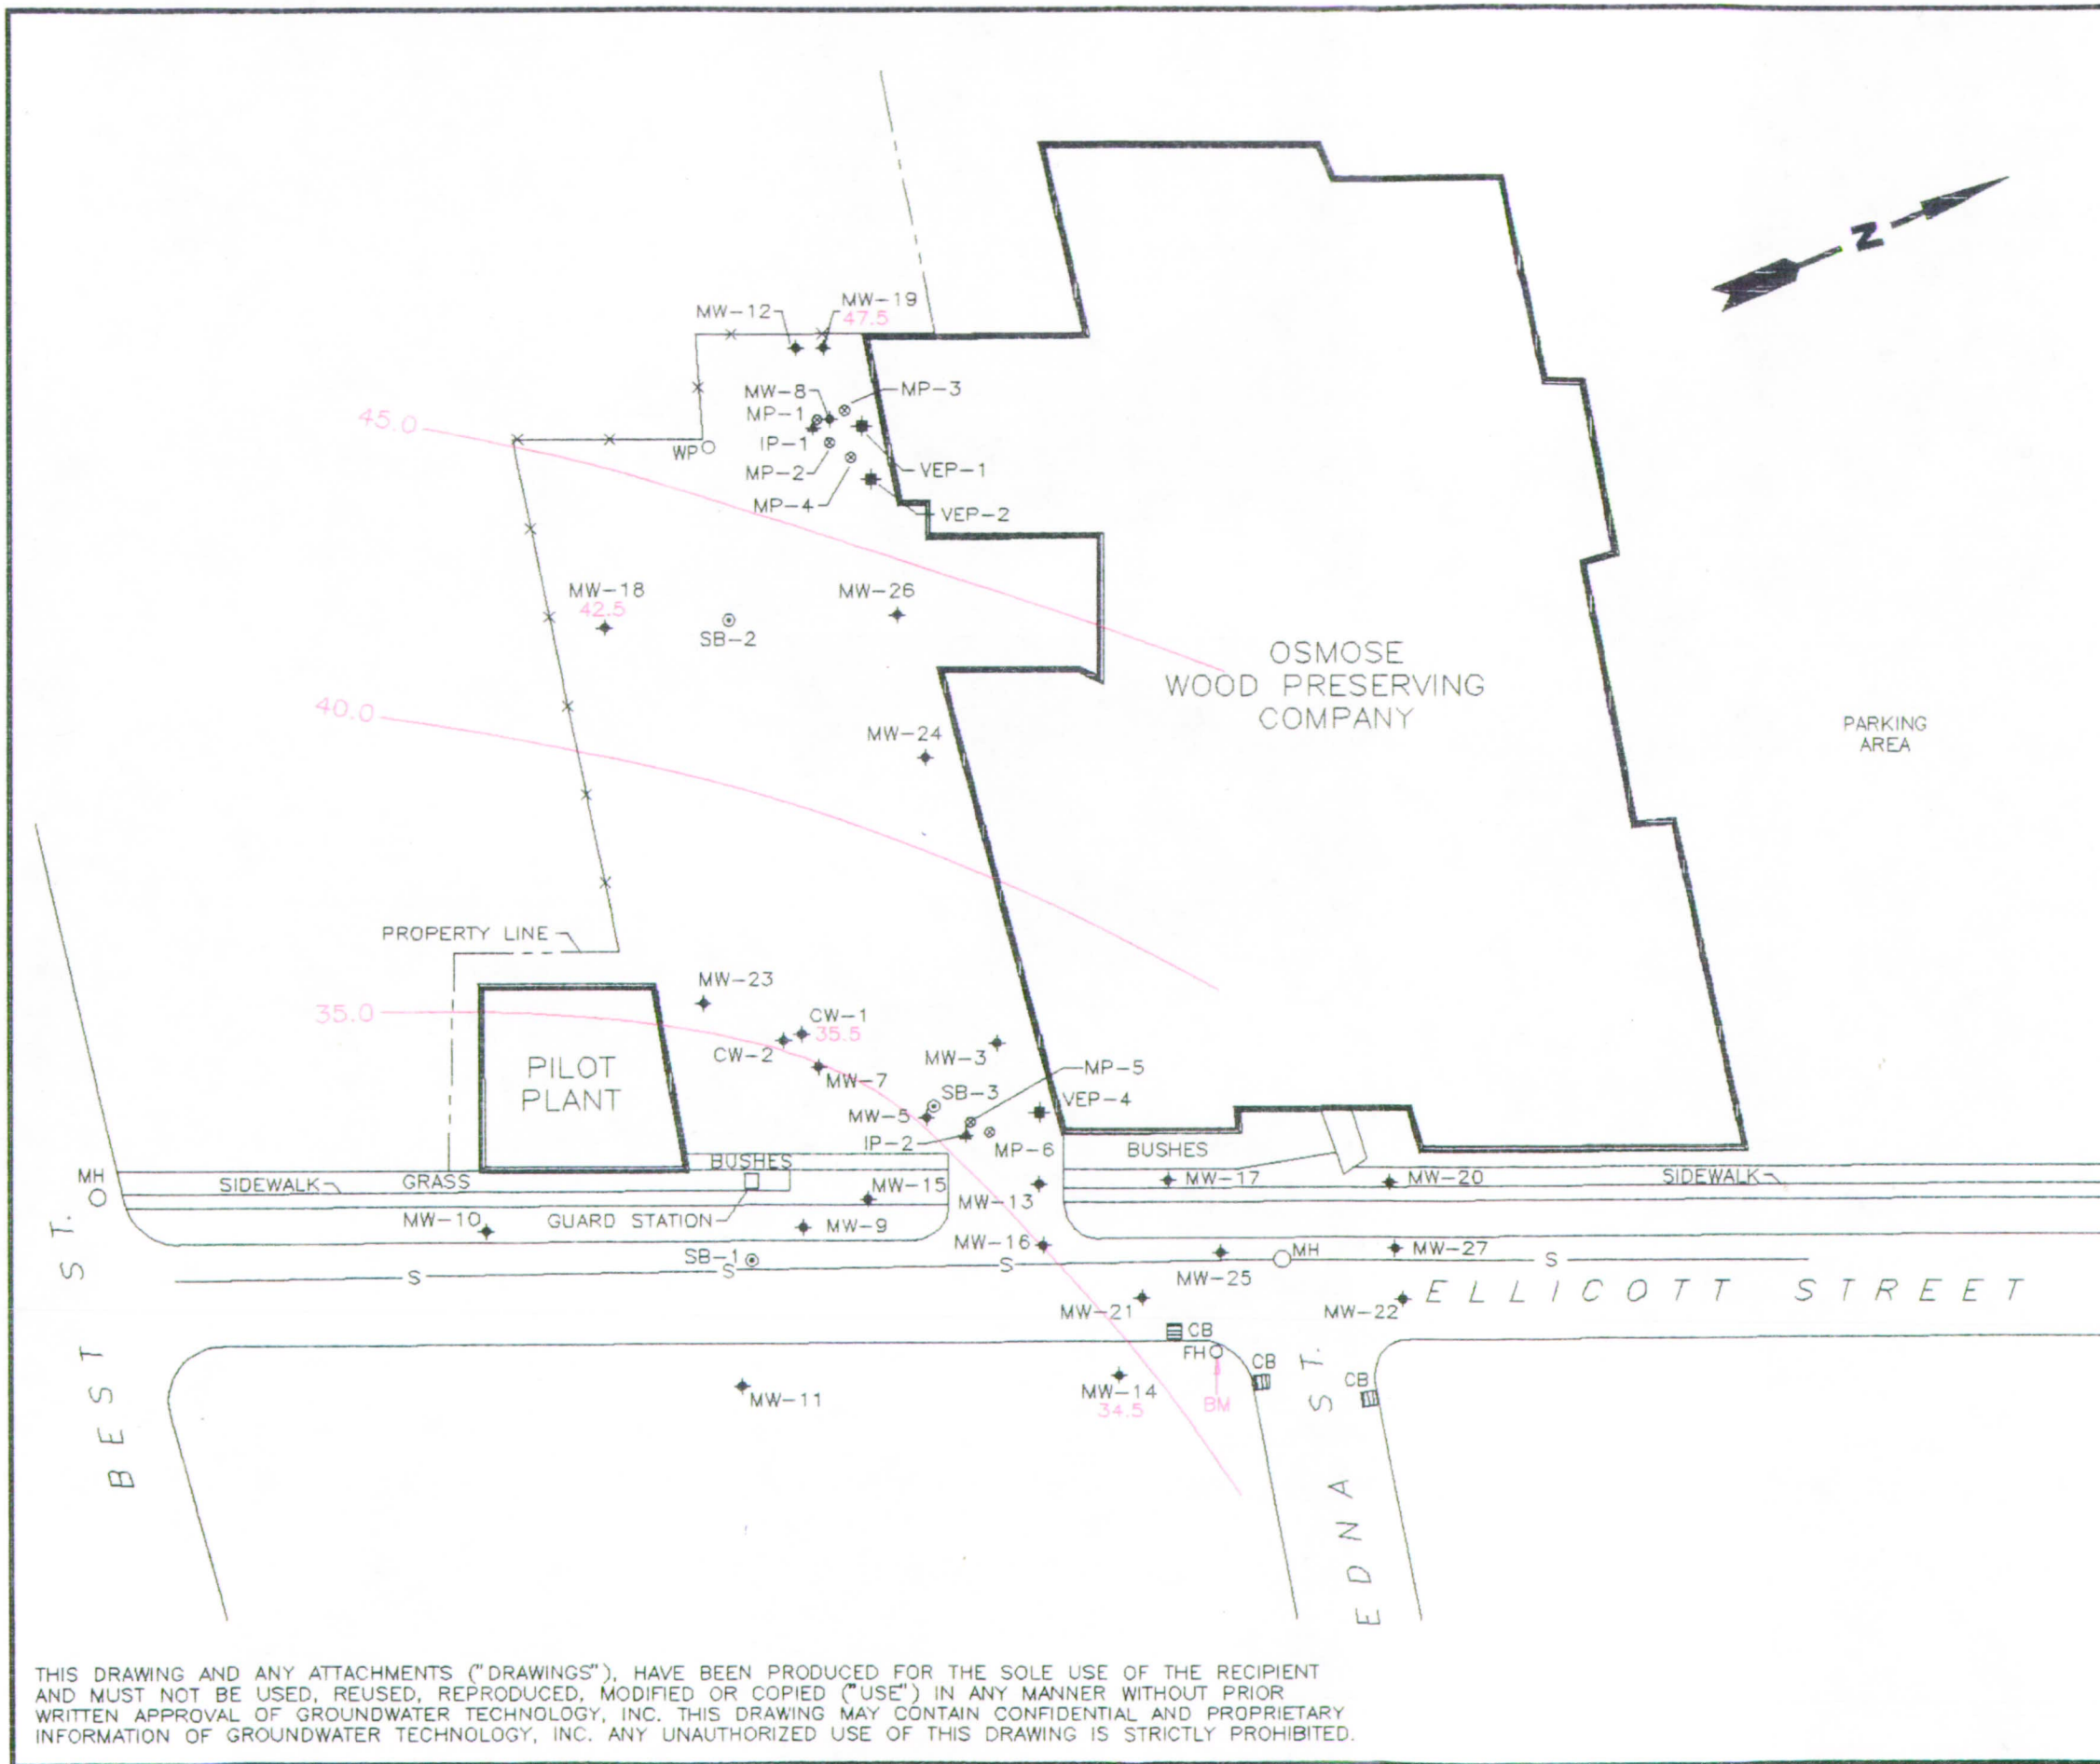 N
MW-19
MW-12
47.5
MW-8
MP-3
MP-1
45.0
IP-1
WP
MP-2
VEP-1
MP-4
VEP-2
MW-18
42.5
MW-26
SB-2
OSMOSE
WOOD PRESERVING
COMPANY
40.0
MW-24
PARKING
AREA
PROPERTY LINE
MW-23
35.0
CW-1
35.5
CW-2
MW-3
PILOT
PLANT
MW-7
MP-5
SB-3
VEP-4
MW-5
IP-2
MP-6
BUSHES
BUSHES
MH
SIDEWALK
GRASS
MW-15
MW-13
MW-17
MW-20
SIDEWALK
MW-10
GUARD STATION
MW-9
MW-16
SB-1
MH
MW-27
S
S
S
S
MW-25
ELLICOTT STREET
MW-21
MW-22
CB
FH
CB
CB
BEST ST.
MW-11
MW-14
34.5
BM
EDNA ST.
THIS DRAWING AND ANY ATTACHMENTS ("DRAWINGS"), HAVE BEEN PRODUCED FOR THE SOLE USE OF THE RECIPIENT
AND MUST NOT BE USED, REUSED, REPRODUCED, MODIFIED OR COPIED ("USE") IN ANY MANNER WITHOUT PRIOR
WRITTEN APPROVAL OF GROUNDWATER TECHNOLOGY, INC. THIS DRAWING MAY CONTAIN CONFIDENTIAL AND PROPRIETARY
INFORMATION OF GROUNDWATER TECHNOLOGY, INC. ANY UNAUTHORIZED USE OF THIS DRAWING IS STRICTLY PROHIBITED.